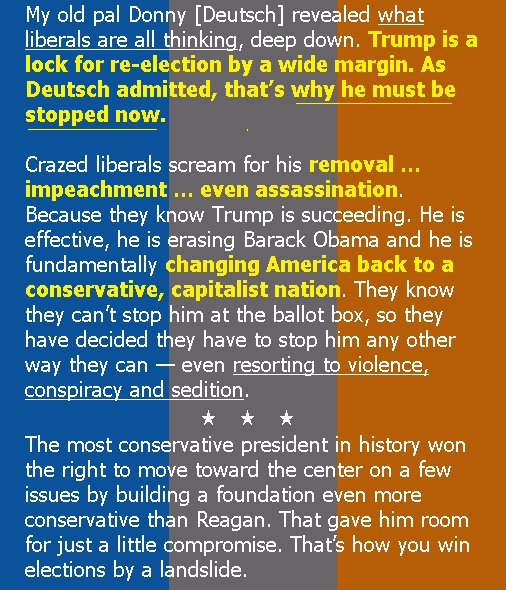 My old pal Donny [Deutsch] revealed what
liberals are all thinking, deep down. Trump is a
lock for re-election by a wide margin. As
Deutsch admitted, that's why he must be
stopped now.
Crazed liberals scream for his removal ...
impeachment ... even assassination.
Because they know Trump is succeeding. He is
effective, he is erasing Barack Obama and he is
fundamentally changing America back to a
conservative, capitalist nation. They know
they can't stop him at the ballot box, so they
have decided they have to stop him any other
way they can — even resorting to violence,
conspiracy and sedition.
★ ★ ★
The most conservative president in history won
the right to move toward the center on a few
issues by building a foundation even more
conservative than Reagan. That gave him room
for just a little compromise. That's how you win
elections by a landslide.